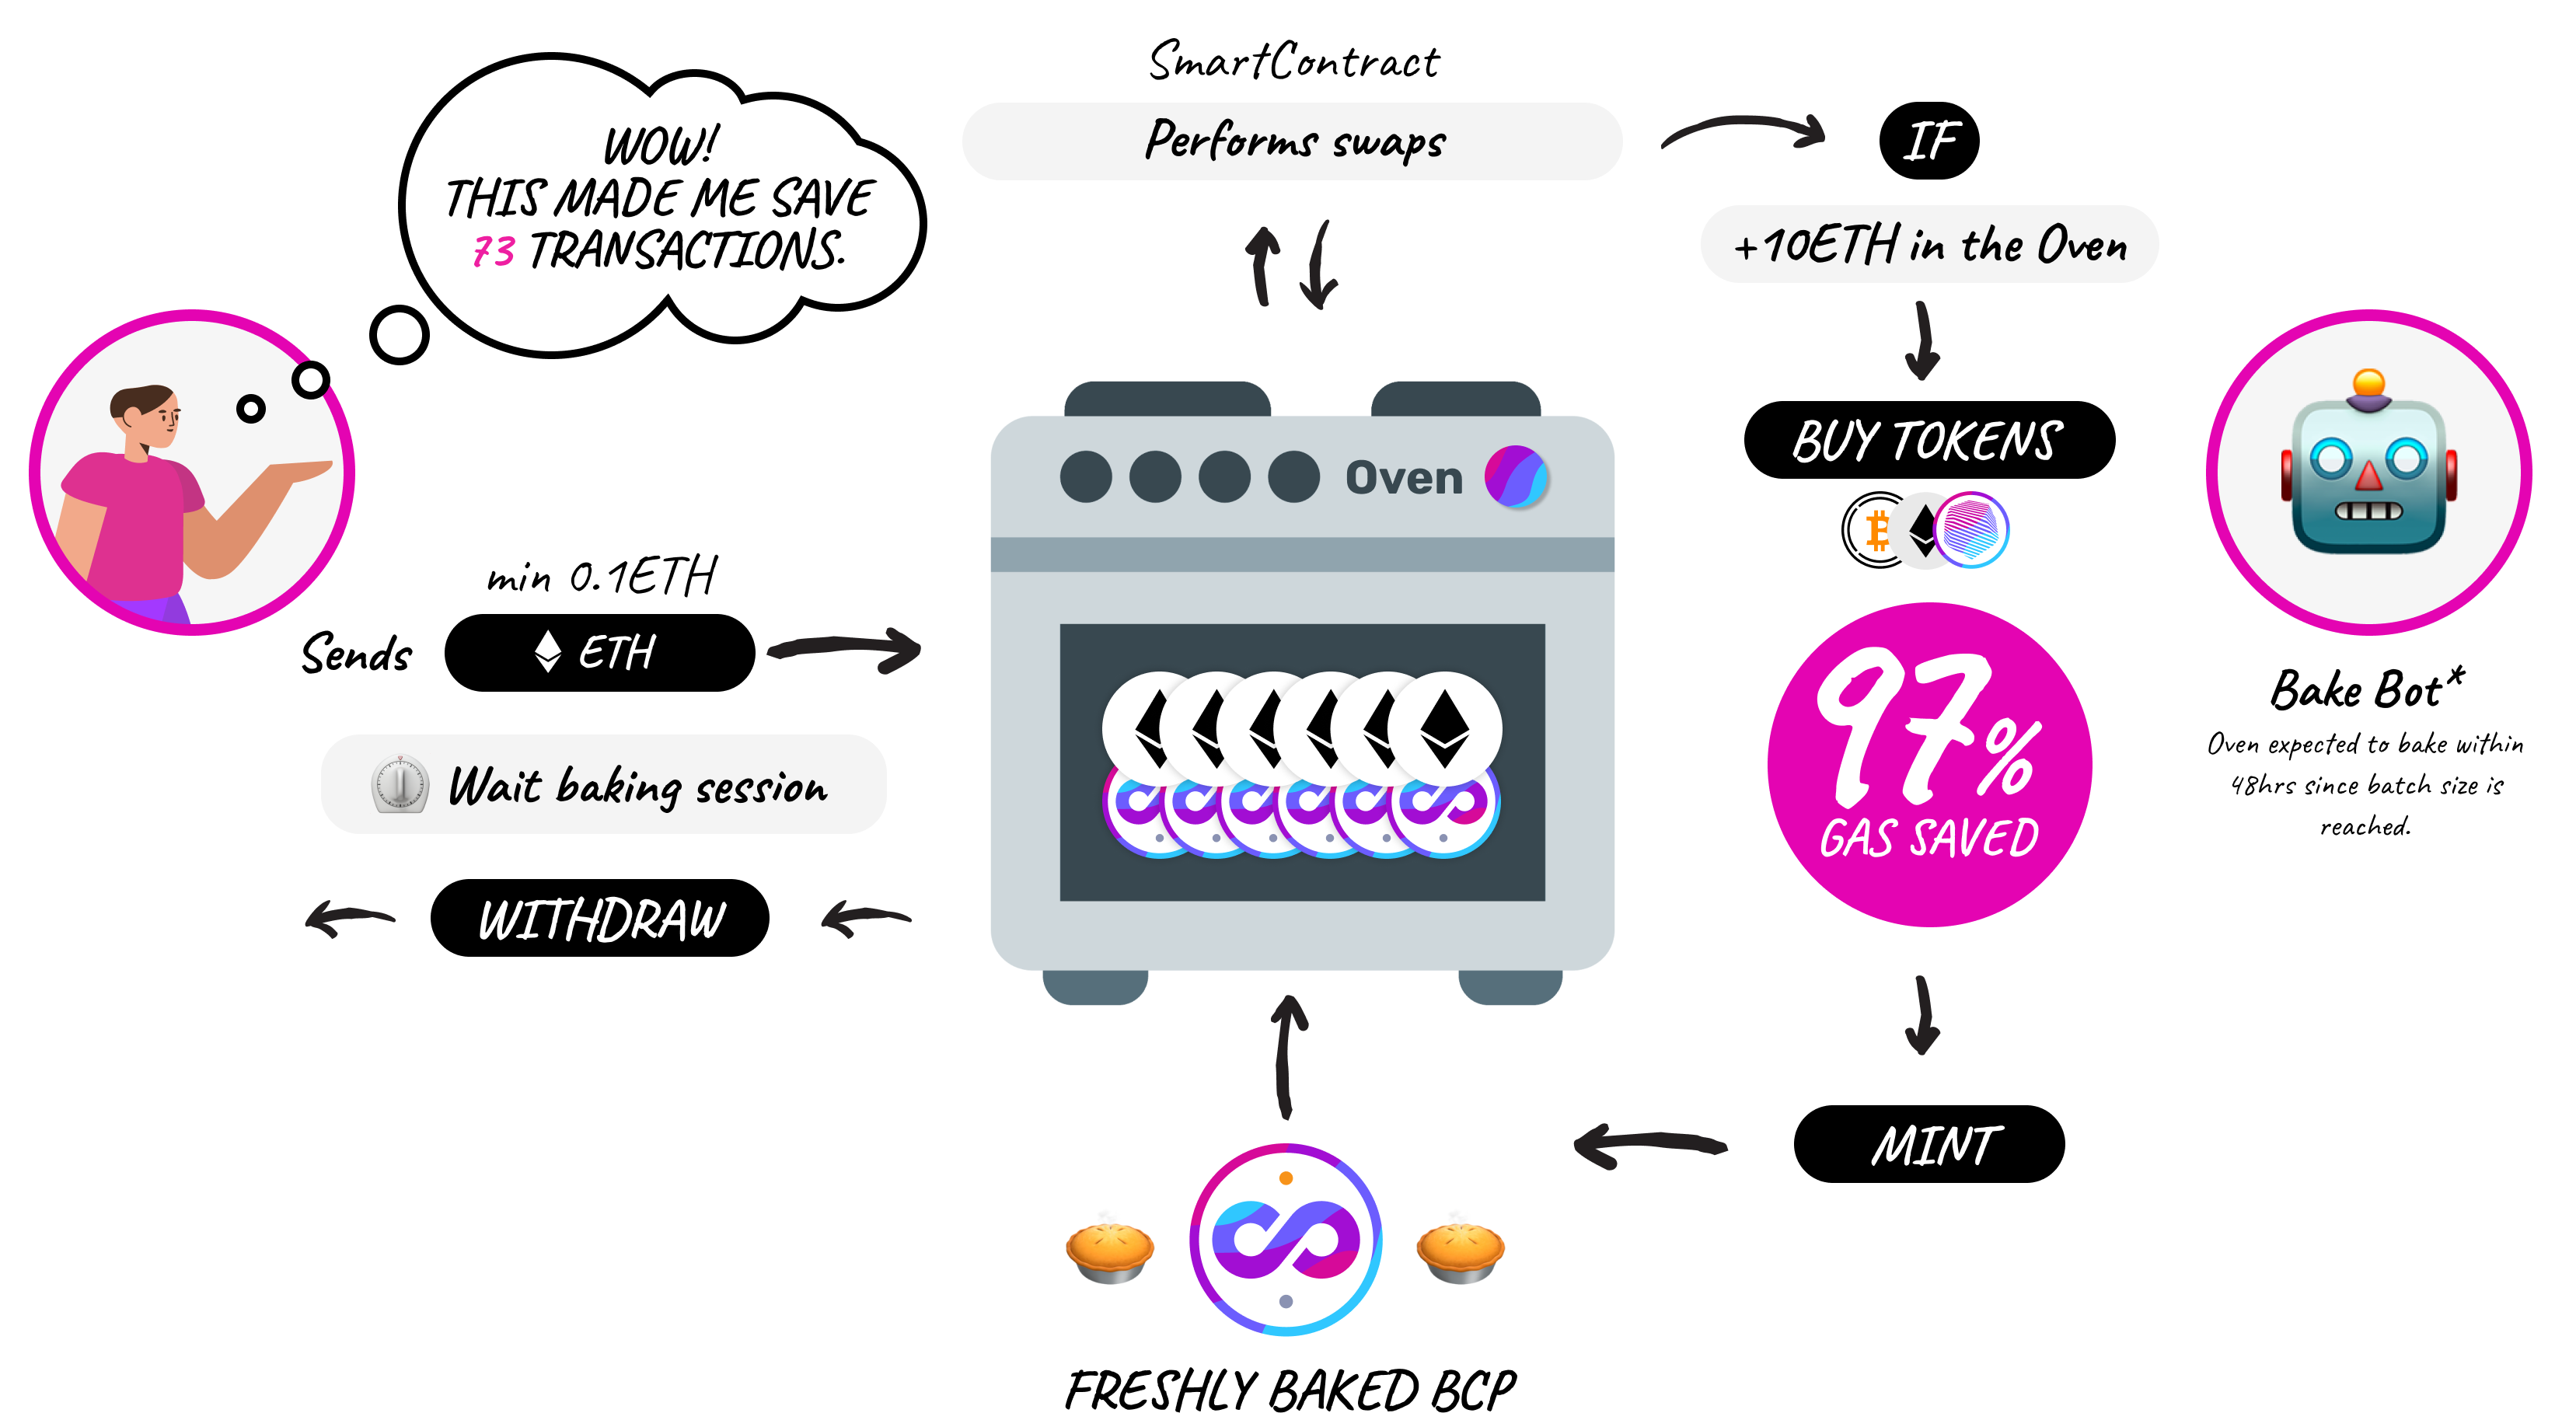 WOW!
THIS MADE ME SAVE
73 TRANSACTIONS.
SmartContract
Performs swaps
IF
+10ETH in the Oven
BUY TOKENS
97%
GAS SAVED
MINT
Bake Bot*
Oven expected to bake within
48hrs since batch size is
reached.
Oven
min 0.1ETH
Sends
ETH
Wait baking session
WITHDRAW
FRESHLY BAKED BCP